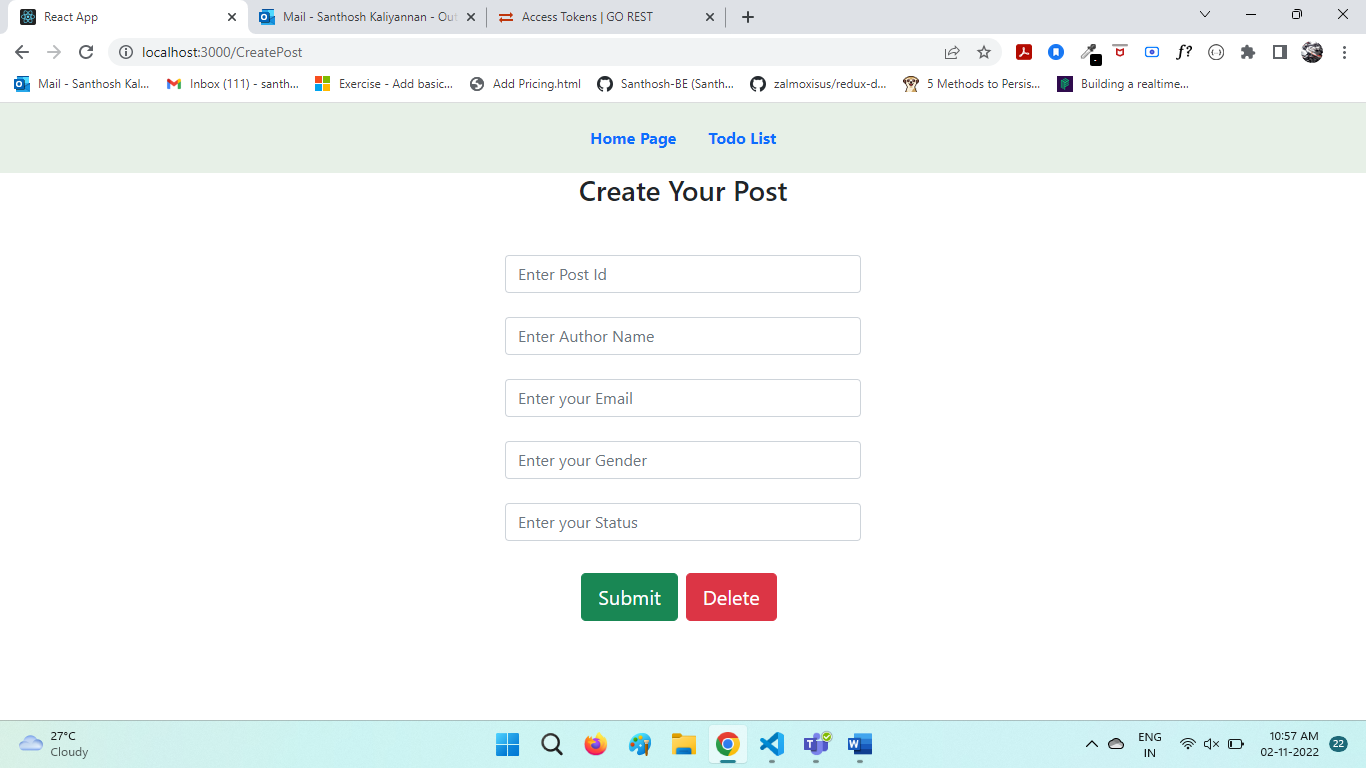 React App
Mail - Santhosh Kaliyannan - Out
Access Tokens | GO REST
localhost:3000/CreatePost
f?
Mail - Santhosh Kal...
Inbox (111) - santh...
Exercise - Add basic...
Add Pricing.html
Santhosh-BE (Santh...
zalmoxisus/redux-d...
5 Methods to Persis...
Building a realtime...
Home Page
Todo List
Create Your Post
Enter Post Id
Enter Author Name
Enter your Email
Enter your Gender
Enter your Status
Submit
Delete
27°C
Cloudy
ENG
IN
10:57 AM
02-11-2022
22